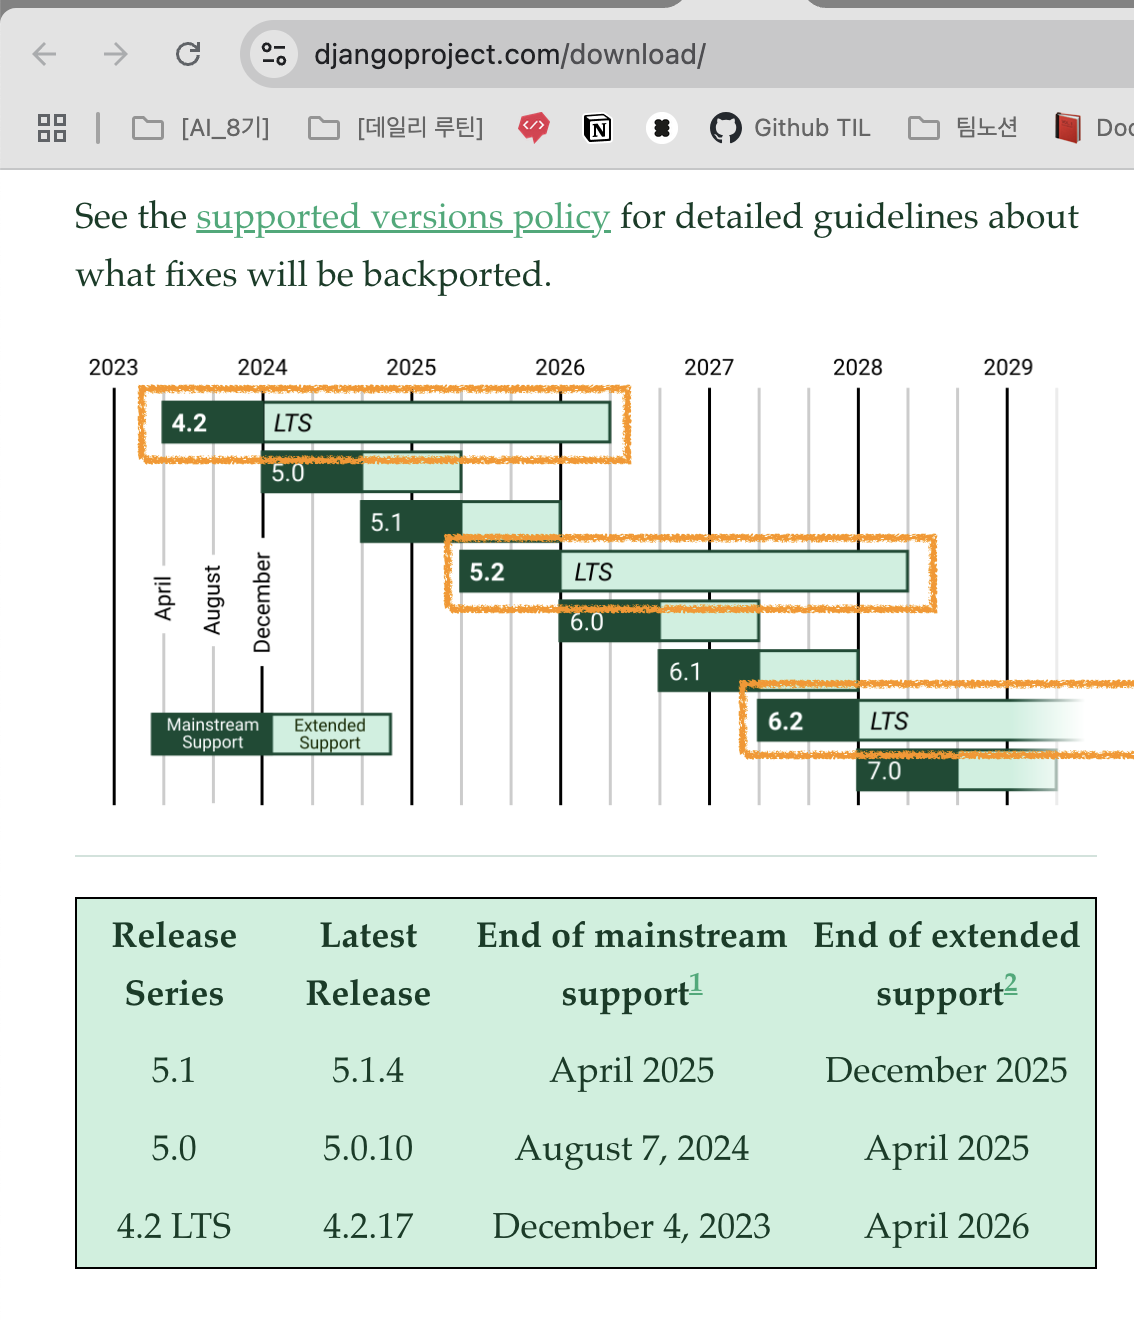 djangoproject.com/download/
[AI_8기] [데일리 루틴] Github TIL 팀노션 Doc
See the supported versions policy for detailed guidelines about
what fixes will be backported.
2023 2024 2025 2026 2027 2028 2029
4.2 LTS
5.0
5.1
5.2 LTS
April August December
6.0
6.1
6.2 LTS
Mainstream Support Extended Support
7.0
Release Series Latest Release End of mainstream support1 End of extended support2
5.1 5.1.4 April 2025 December 2025
5.0 5.0.10 August 7, 2024 April 2025
4.2 LTS 4.2.17 December 4, 2023 April 2026